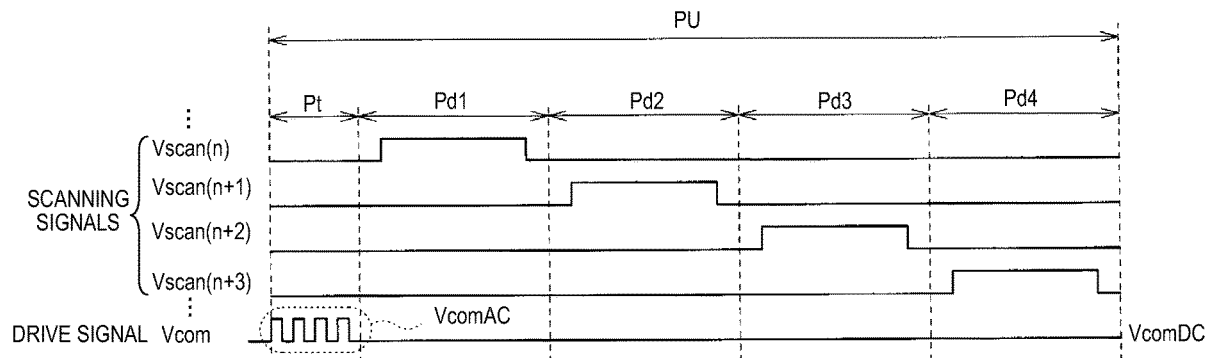 PU
Pt Pd1 Pd2 Pd3 Pd4
⋮
Vscan(n)
Vscan(n+1)
SCANNING
SIGNALS
Vscan(n+2)
Vscan(n+3)
⋮
VcomAC
DRIVE SIGNAL Vcom
VcomDC